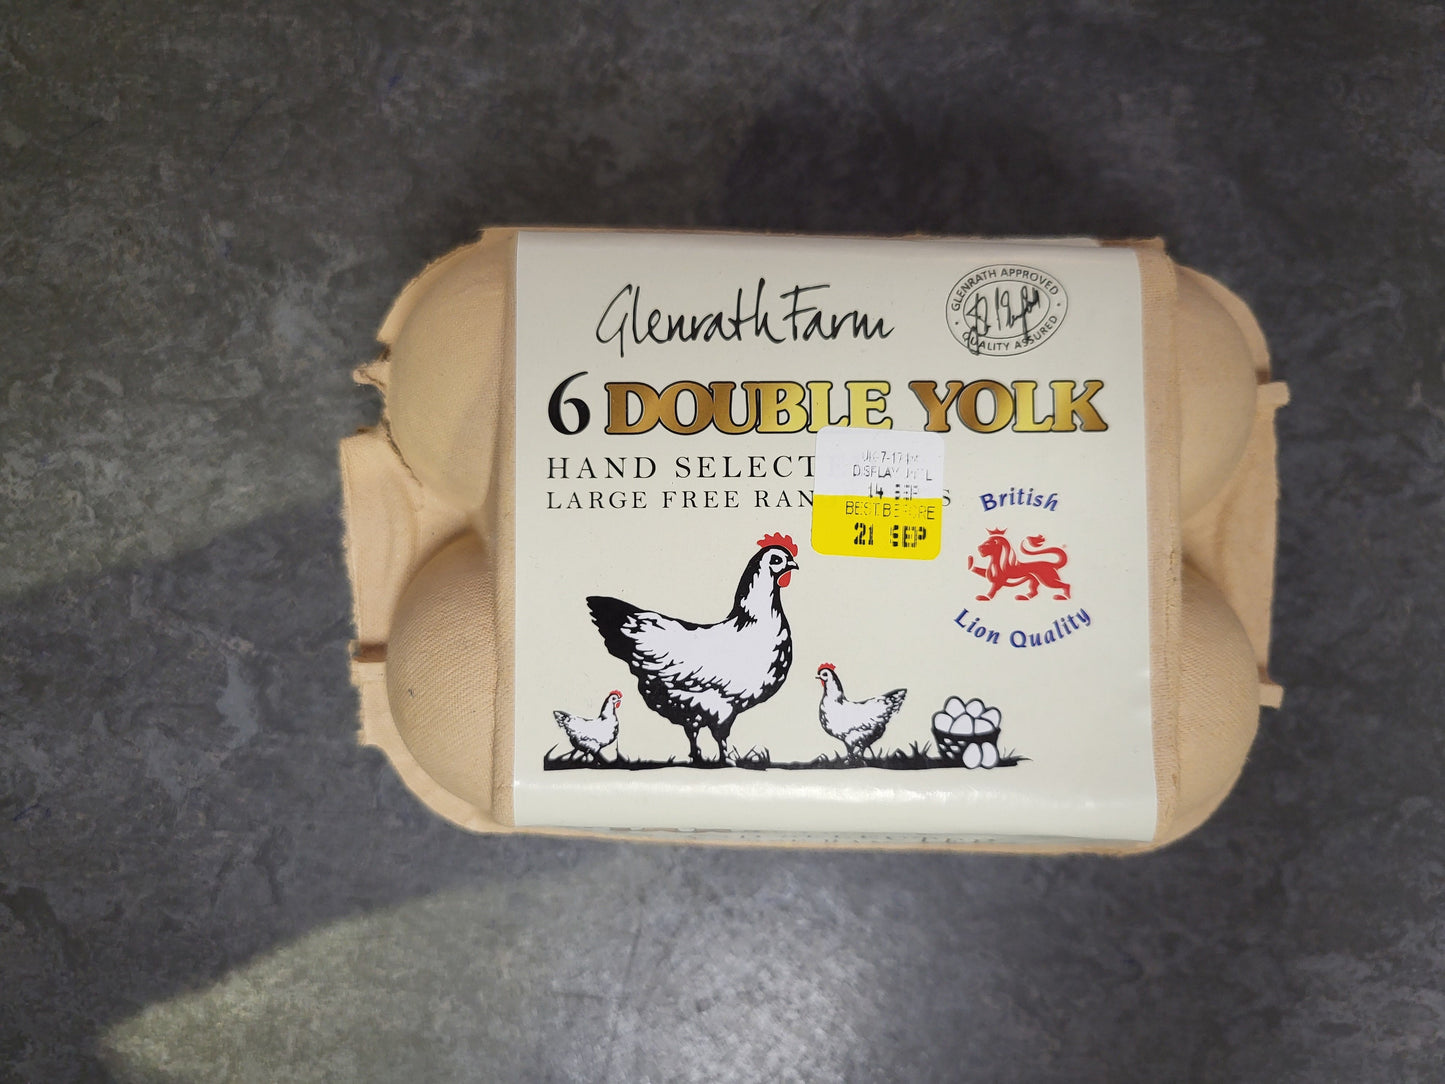 Glenrath Farm
GLENRATH APPROVED
QUALITY ASSURED
6 DOUBLE YOLK
HAND SELECT
LARGE FREE RAN S
14 SEP
BEST BEFORE
21 SEP
British
Lion Quality